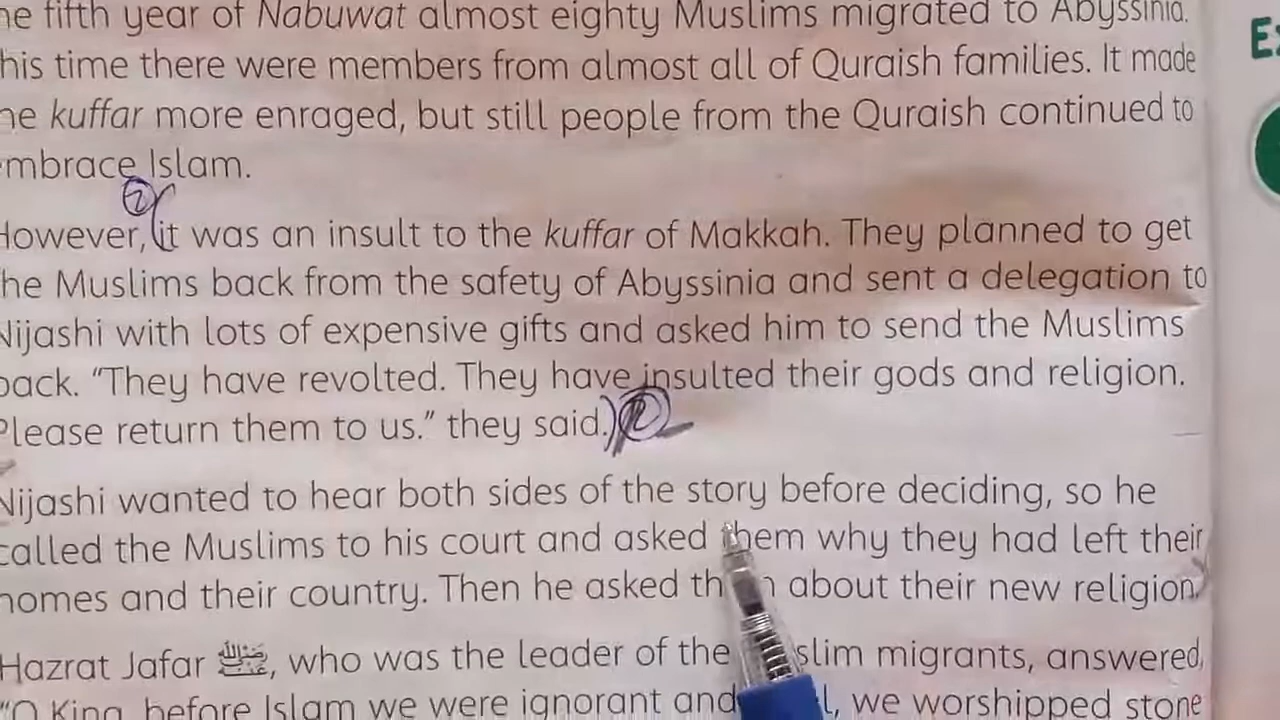 he fifth year of Nabuwat almost eighty Muslims migrated to Abyssinia.
his time there were members from almost all of Quraish families. It made
he kuffar more enraged, but still people from the Quraish continued to
mbrace Islam.
2
However, it was an insult to the kuffar of Makkah. They planned to get
he Muslims back from the safety of Abyssinia and sent a delegation to
Nijashi with lots of expensive gifts and asked him to send the Muslims
back. “They have revolted. They have insulted their gods and religion.
Please return them to us.” they said.)
Nijashi wanted to hear both sides of the story before deciding, so he
called the Muslims to his court and asked them why they had left their
homes and their country. Then he asked about their new religion.
Hazrat Jafar, who was the leader of the slim migrants, answered,
“O King, before Islam we were ignorant and we worshipped stone